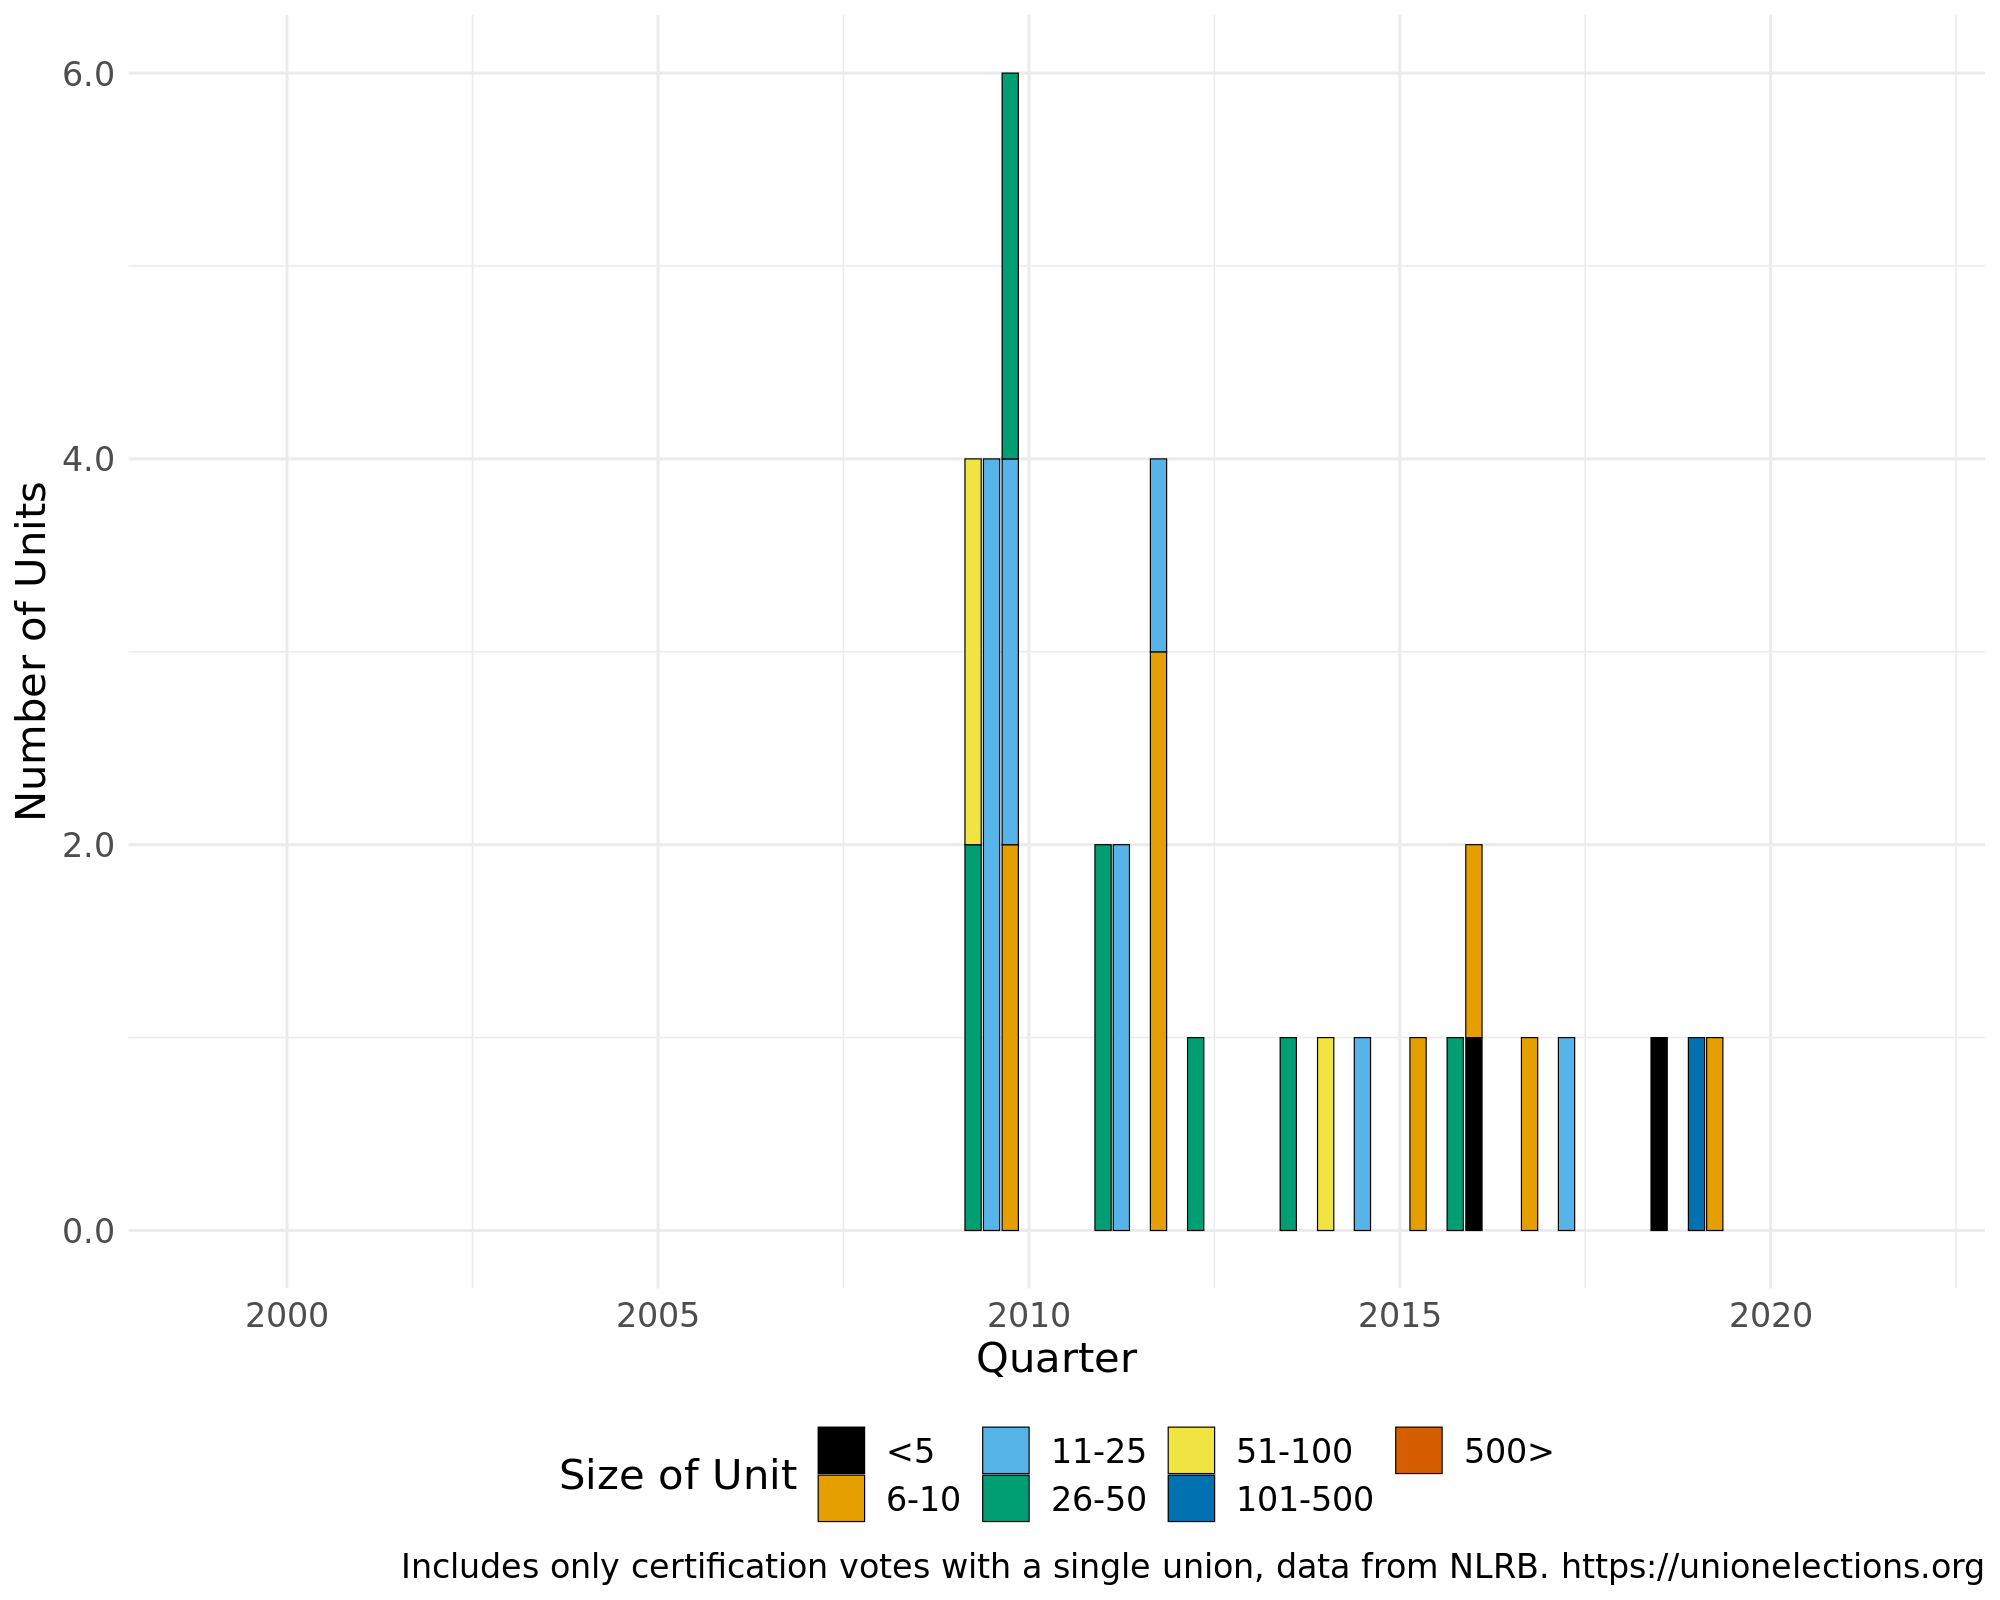 6.0
4.0
2.0
0.0
Number of Units
2000 2005 2010 2015 2020
Quarter
Size of Unit
<5 11-25 51-100 500>
6-10 26-50 101-500
Includes only certification votes with a single union, data from NLRB. https://unionelections.org